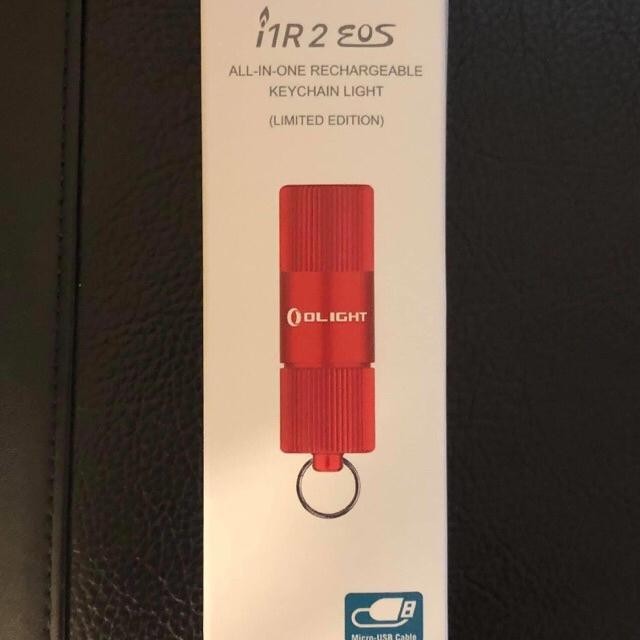 i1R 2 EOS
ALL-IN-ONE RECHARGEABLE
KEYCHAIN LIGHT
(LIMITED EDITION)
OLIGHT
Micro-USB Cable